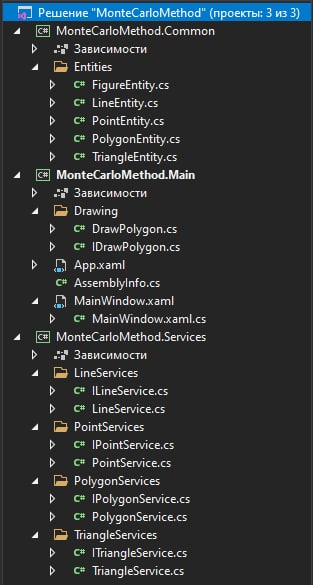 Решение "MonteCarloMethod" (проекты: 3 из 3)
C# MonteCarloMethod.Common
Зависимости
Entities
C# FigureEntity.cs
C# LineEntity.cs
C# PointEntity.cs
C# PolygonEntity.cs
C# TriangleEntity.cs
C# MonteCarloMethod.Main
Зависимости
Drawing
C# DrawPolygon.cs
C# IDrawPolygon.cs
App.xaml
C# AssemblyInfo.cs
MainWindow.xaml
C# MainWindow.xaml.cs
C# MonteCarloMethod.Services
Зависимости
LineServices
C# ILineService.cs
C# LineService.cs
PointServices
C# IPointService.cs
C# PointService.cs
PolygonServices
C# IPolygonService.cs
C# PolygonService.cs
TriangleServices
C# ITriangleService.cs
C# TriangleService.cs